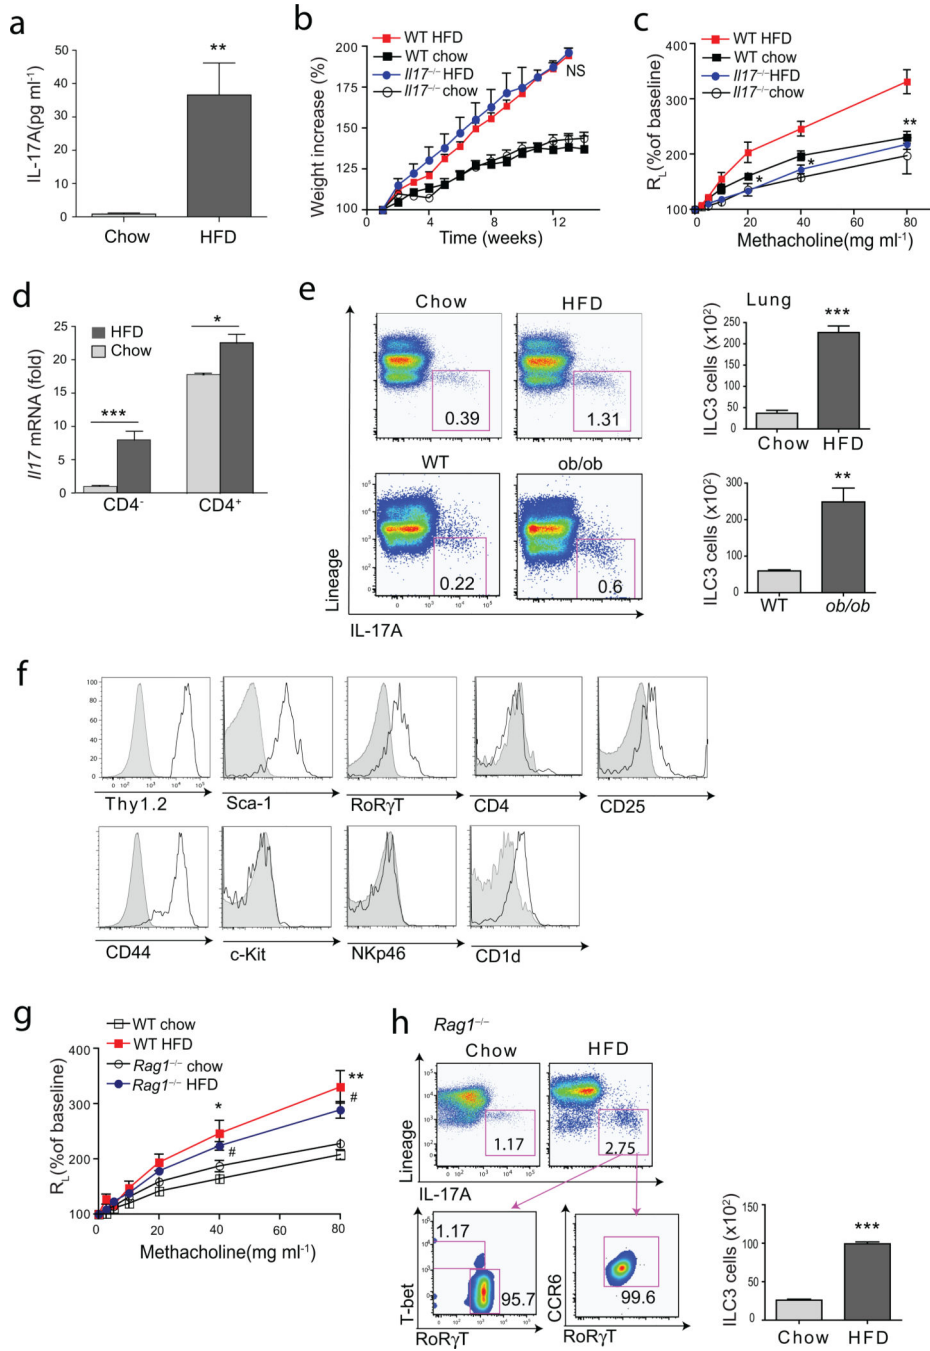 a
IL-17A(pg ml-1)
50
40
30
20
10
0
**
Chow
HFD
b
WT HFD
WT chow
Il17–/– HFD
Il17–/– chow
Weight increase (%)
200
175
150
125
100
NS
4
8
12
Time (weeks)
c
WT HFD
WT chow
Il17–/– HFD
Il17–/– chow
RL(%of baseline)
400
300
200
100
*
*
**
0
20
40
60
80
Methacholine(mg ml-1)
d
Il17 mRNA (fold)
25
20
15
10
5
0
HFD
Chow
***
*
CD4-
CD4+
e
Chow
HFD
0.39
1.31
WT
ob/ob
0.22
0.6
Lineage
IL-17A
Lung
ILC3 cells (x102)
250
200
150
100
50
0
***
Chow
HFD
ILC3 cells (x102)
300
200
100
0
**
WT
ob/ob
f
100
80
60
40
20
0
Thy1.2
Sca-1
RoRγT
CD4
CD25
CD44
c-Kit
NKp46
CD1d
g
WT chow
WT HFD
Rag1–/– chow
Rag1–/– HFD
RL(%of baseline)
400
300
200
100
*
#
**
#
0
20
40
60
80
Methacholine(mg ml-1)
h
Rag1–/–
Chow
HFD
1.17
2.75
Lineage
IL-17A
1.17
95.7
T-bet
RoRγT
99.6
CCR6
RoRγT
ILC3 cells (x102)
150
100
50
0
***
Chow
HFD